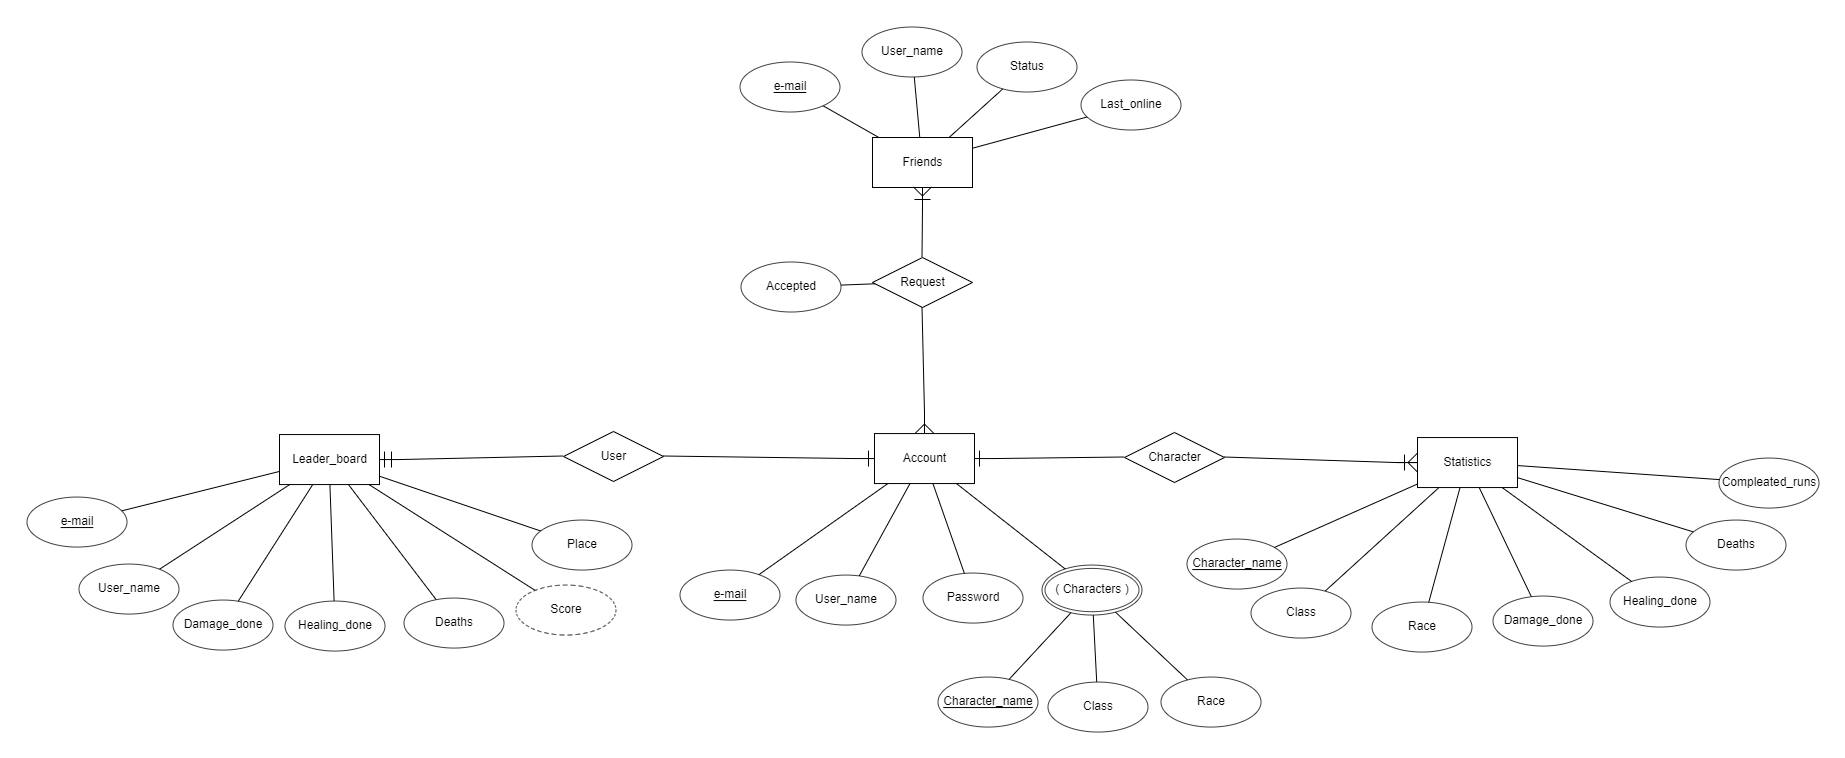 User_name
Status
e-mail
Last_online
Friends
Request
Accepted
Leader_board
User
Account
Character
Statistics
Compleated_runs
e-mail
Place
Deaths
User_name
Damage_done
Healing_done
Deaths
Score
e-mail
User_name
Password
( Characters )
Character_name
Class
Race
Damage_done
Healing_done
Character_name
Class
Race